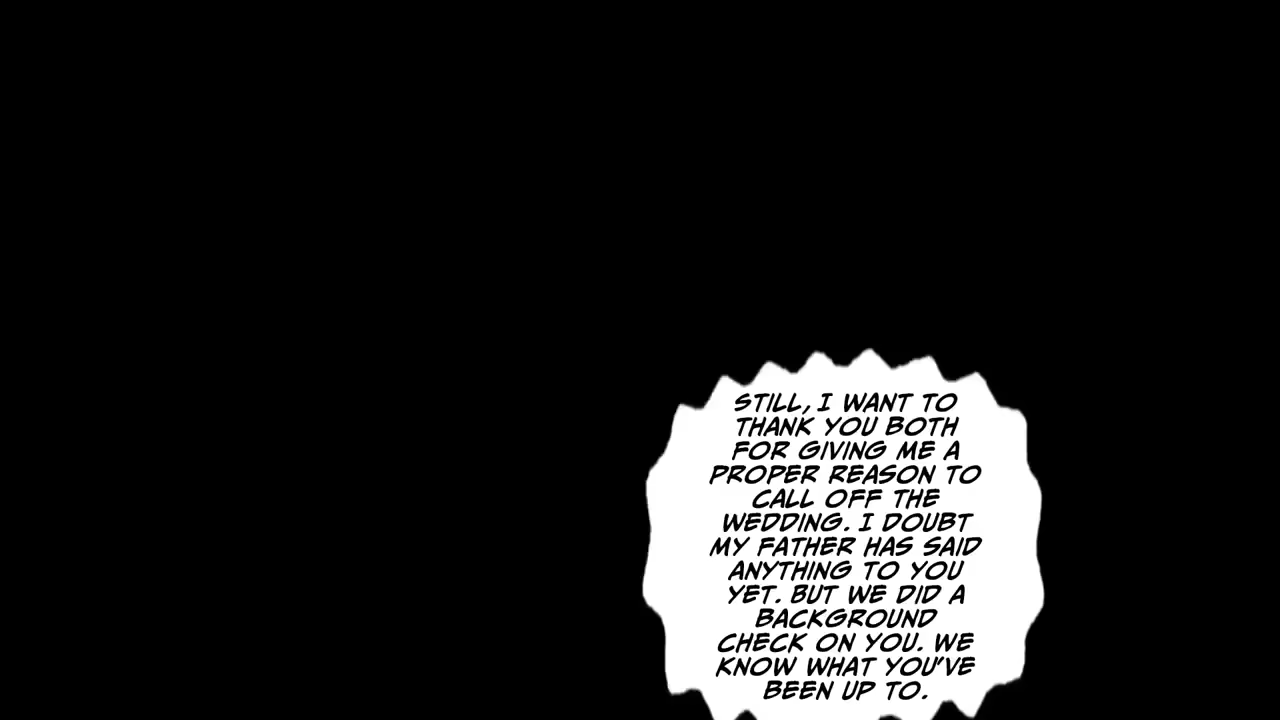 STILL, I WANT TO
THANK YOU BOTH
FOR GIVING ME A
PROPER REASON TO
CALL OFF THE
WEDDING. I DOUBT
MY FATHER HAS SAID
ANYTHING TO YOU
YET. BUT WE DID A
BACKGROUND
CHECK ON YOU. WE
KNOW WHAT YOU'VE
BEEN UP TO.